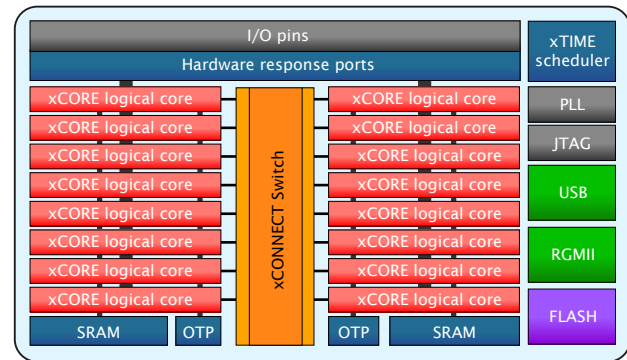 I/O pins
Hardware response ports
xTIME
scheduler
xCORE logical core
xCORE logical core
xCORE logical core
xCORE logical core
xCORE logical core
xCORE logical core
xCORE logical core
xCORE logical core
SRAM
OTP
xCONNECT Switch
xCORE logical core
xCORE logical core
xCORE logical core
xCORE logical core
xCORE logical core
xCORE logical core
xCORE logical core
xCORE logical core
OTP
SRAM
PLL
JTAG
USB
RGMII
FLASH